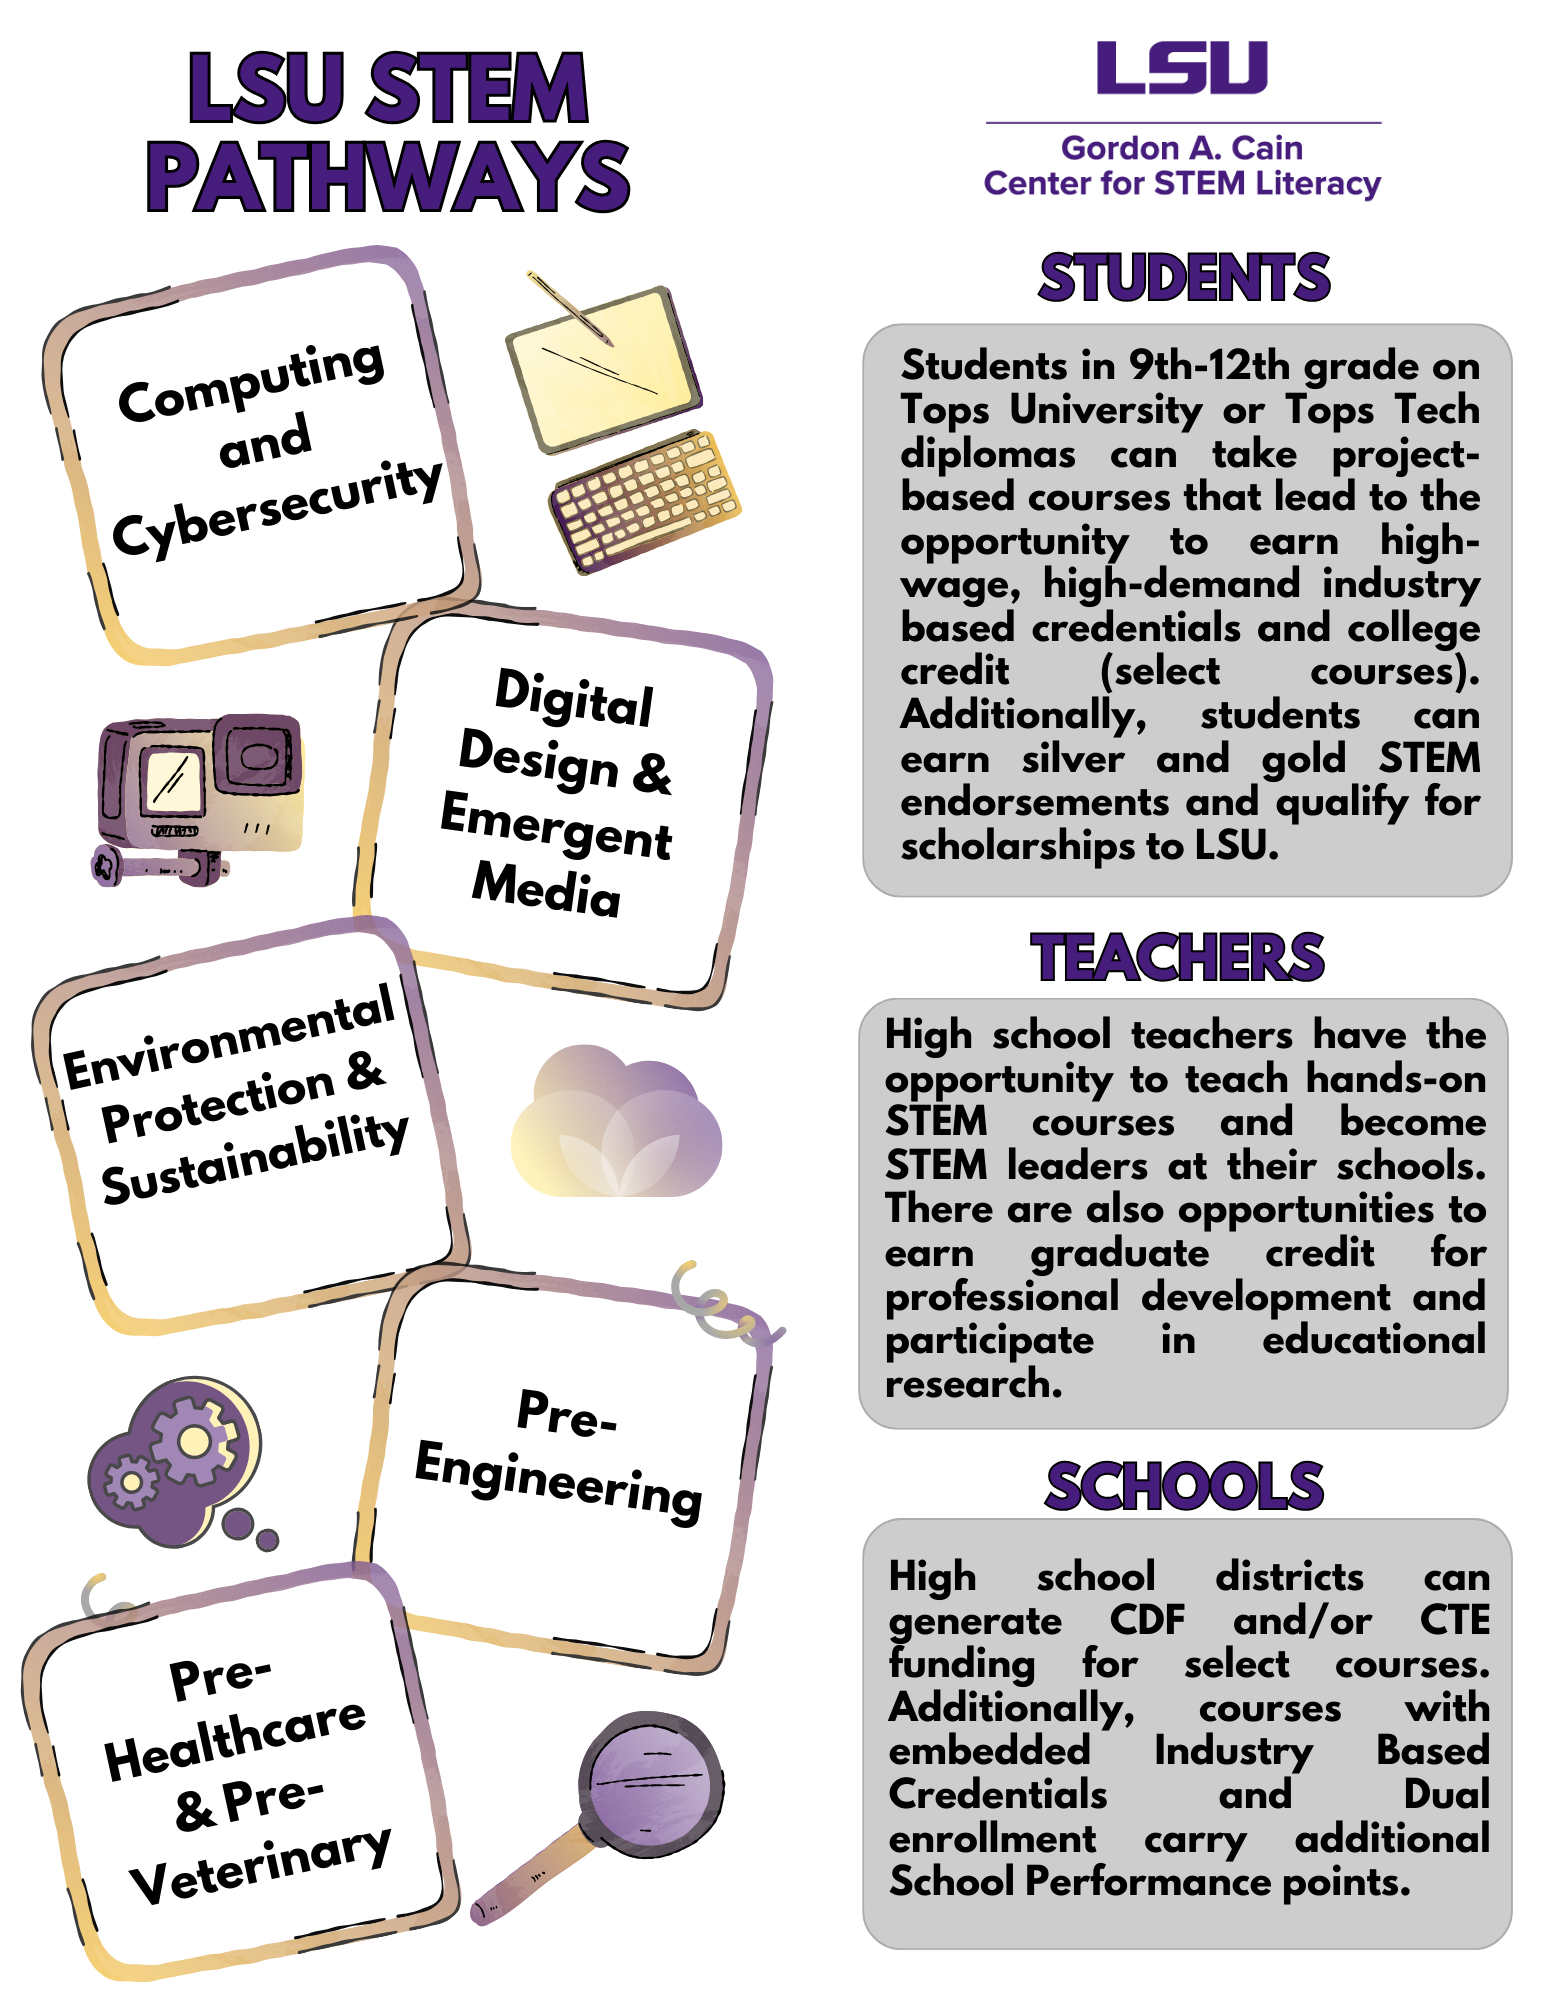 LSU STEM
PATHWAYS
Computing
and
Cybersecurity
Digital
Design &
Emergent
Media
Environmental
Protection &
Sustainability
Pre-
Engineering
Pre-
Healthcare
& Pre-
Veterinary
LSU
Gordon A. Cain
Center for STEM Literacy
STUDENTS
Students in 9th-12th grade on
Tops University or Tops Tech
diplomas can take project-
based courses that lead to the
opportunity to earn high-
wage, high-demand industry
based credentials and college
credit (select courses).
Additionally, students can
earn silver and gold STEM
endorsements and qualify for
scholarships to LSU.
TEACHERS
High school teachers have the
opportunity to teach hands-on
STEM courses and become
STEM leaders at their schools.
There are also opportunities to
earn graduate credit for
professional development and
participate in educational
research.
SCHOOLS
High school districts can
generate CDF and/or CTE
funding for select courses.
Additionally, courses with
embedded Industry Based
Credentials and Dual
enrollment carry additional
School Performance points.